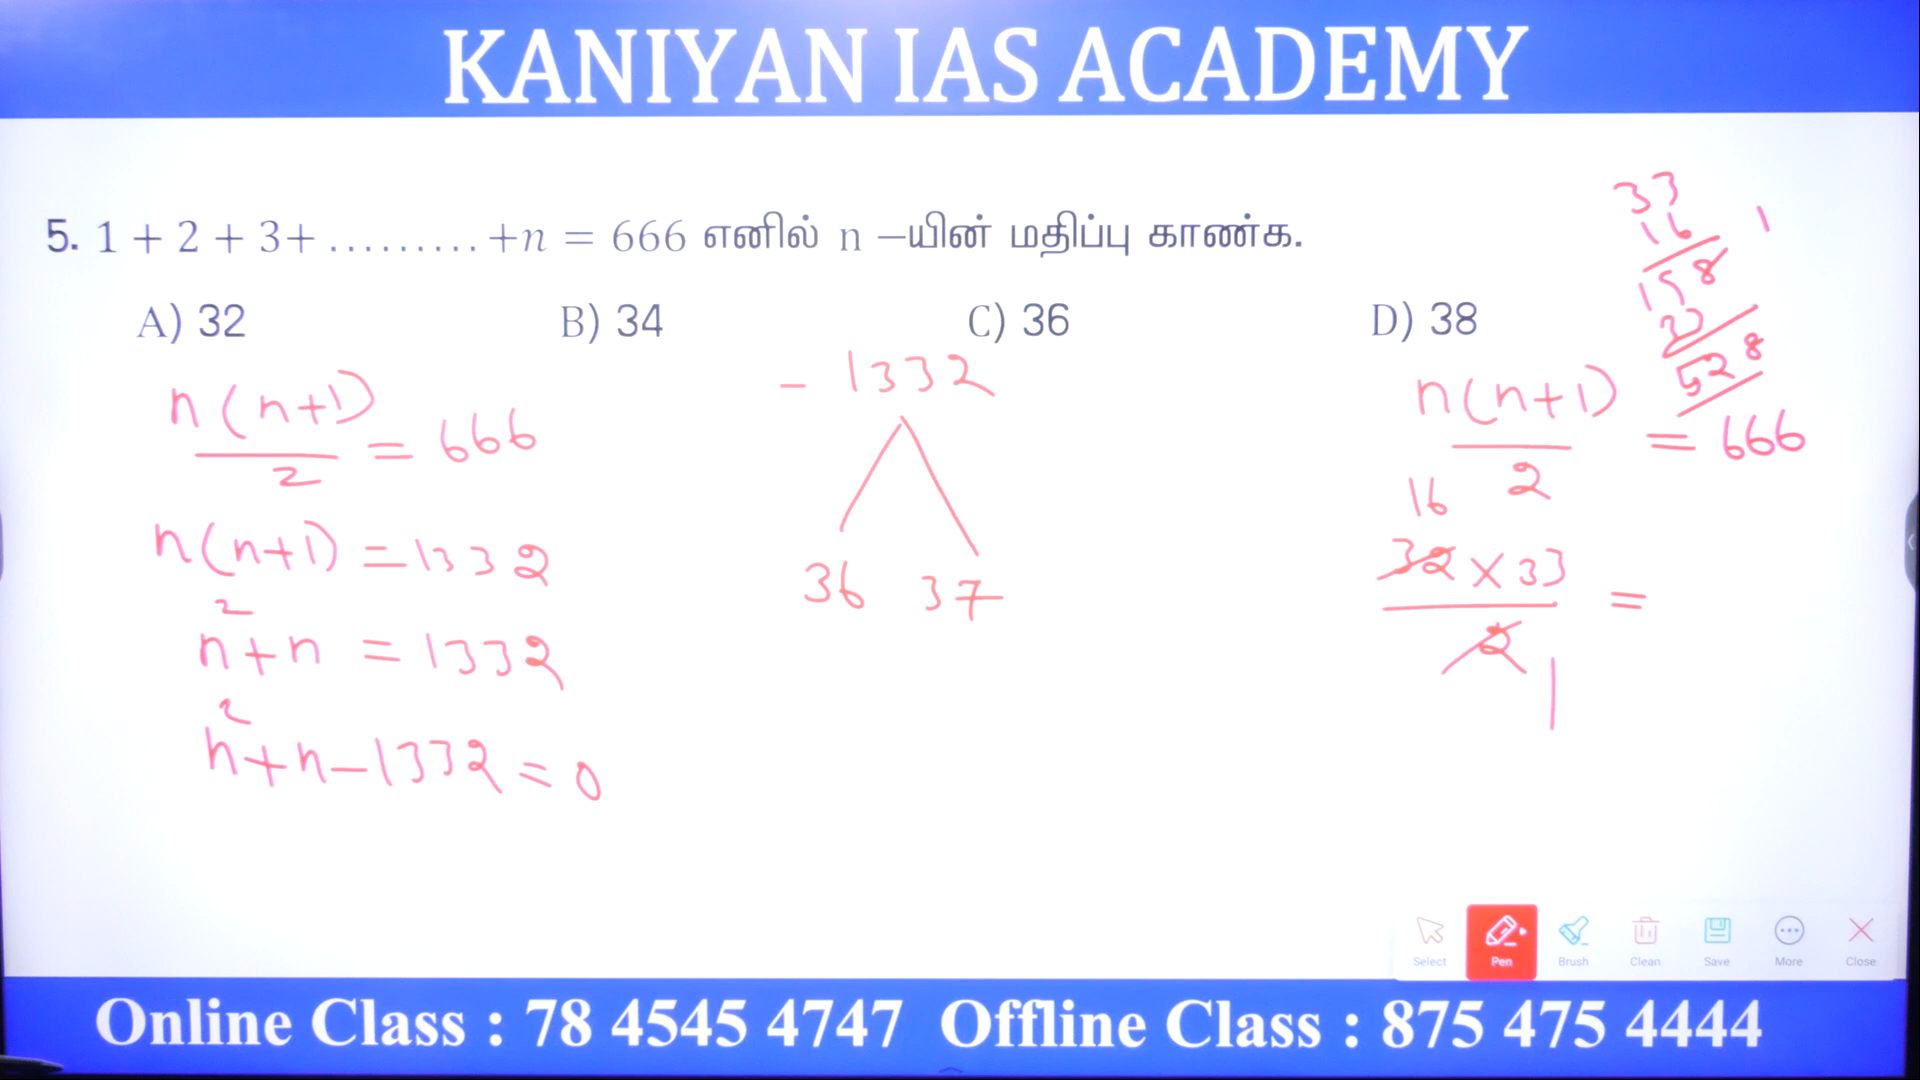 KANIYAN IAS ACADEMY
5. 1 + 2 + 3+ ......... +n = 666 எனில் n –யின் மதிப்பு காண்க.
A) 32 B) 34 C) 36 D) 38
n(n+1)/2 = 666
n(n+1) = 1332
n²+n = 1332
n²+n-1332 = 0
- 1332
36 37
33
16
1
158
33
528
n(n+1)/2 = 666
16
32 × 33 / 2 =
1
Select Pen Brush Clean Save More Close
Online Class : 78 4545 4747 Offline Class : 875 475 4444